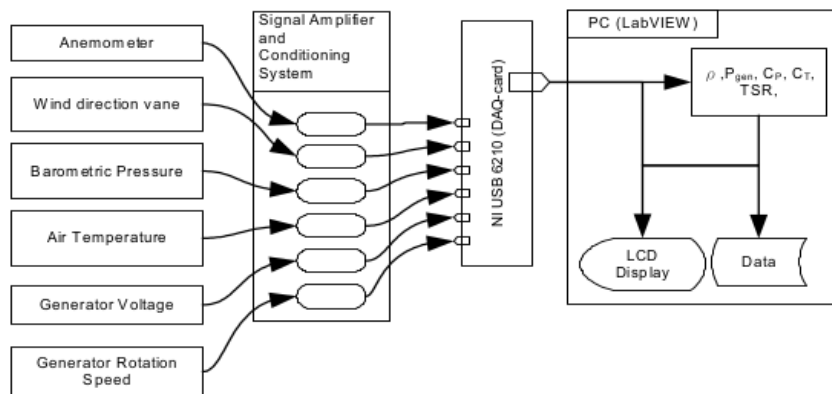 Anemometer
Wind direction vane
Barometric Pressure
Air Temperature
Generator Voltage
Generator Rotation
Speed
Signal Amplifier
and
Conditioning
System
NI USB 6210 (DAQ-card)
PC (LabVIEW)
ρ ,Pgen, CP, CT,
TSR,
LCD
Display
Data